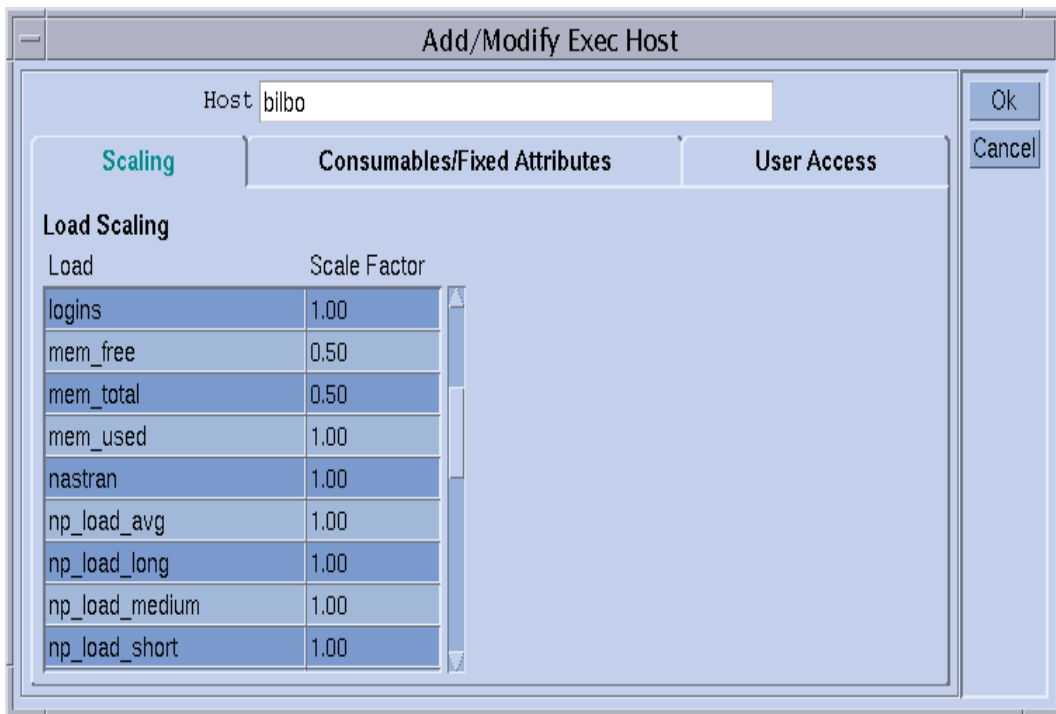 Add/Modify Exec Host
Host bilbo
Ok
Cancel
Scaling Consumables/Fixed Attributes User Access
Load Scaling
Load Scale Factor
logins 1.00
mem_free 0.50
mem_total 0.50
mem_used 1.00
nastran 1.00
np_load_avg 1.00
np_load_long 1.00
np_load_medium 1.00
np_load_short 1.00